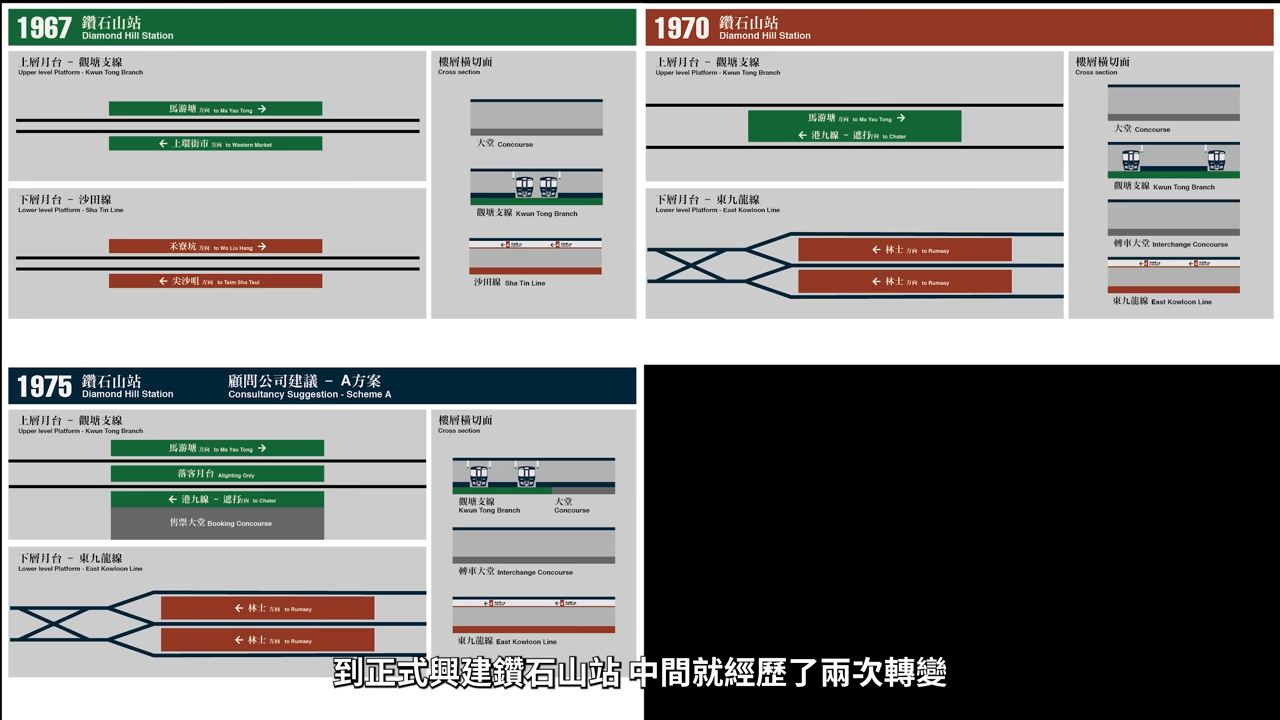 1967 鑽石山站
Diamond Hill Station
上層月台 - 觀塘支線
Upper level Platform - Kwun Tong Branch
馬游塘 方向 to Ma Yau Tong →
← 上環街市 方向 to Western Market
下層月台 - 沙田線
Lower level Platform - Sha Tin Line
禾寮坑 方向 to Wo Liu Hang →
← 尖沙咀 方向 to Tsim Sha Tsui
樓層橫切面
Cross section
大堂 Concourse
觀塘支線 Kwun Tong Branch
沙田線 Sha Tin Line
1970 鑽石山站
Diamond Hill Station
上層月台 - 觀塘支線
Upper level Platform - Kwun Tong Branch
馬游塘 方向 to Ma Yau Tong →
← 港九線 - 遮打方向 to Chater
下層月台 - 東九龍線
Lower level Platform - East Kowloon Line
← 林士 方向 to Rumsey
← 林士 方向 to Rumsey
樓層橫切面
Cross section
大堂 Concourse
觀塘支線 Kwun Tong Branch
轉車大堂 Interchange Concourse
東九龍線 East Kowloon Line
1975 鑽石山站 顧問公司建議 - A方案
Diamond Hill Station Consultancy Suggestion - Scheme A
上層月台 - 觀塘支線
Upper level Platform - Kwun Tong Branch
馬游塘 方向 to Ma Yau Tong →
落客月台 Alighting Only
← 港九線 - 遮打方向 to Chater
售票大堂 Booking Concourse
下層月台 - 東九龍線
Lower level Platform - East Kowloon Line
← 林士 方向 to Rumsey
← 林士 方向 to Rumsey
樓層橫切面
Cross section
觀塘支線 大堂
Kwun Tong Branch Concourse
轉車大堂 Interchange Concourse
東九龍線 East Kowloon Line
到正式興建鑽石山站 中間就經歷了兩次轉變